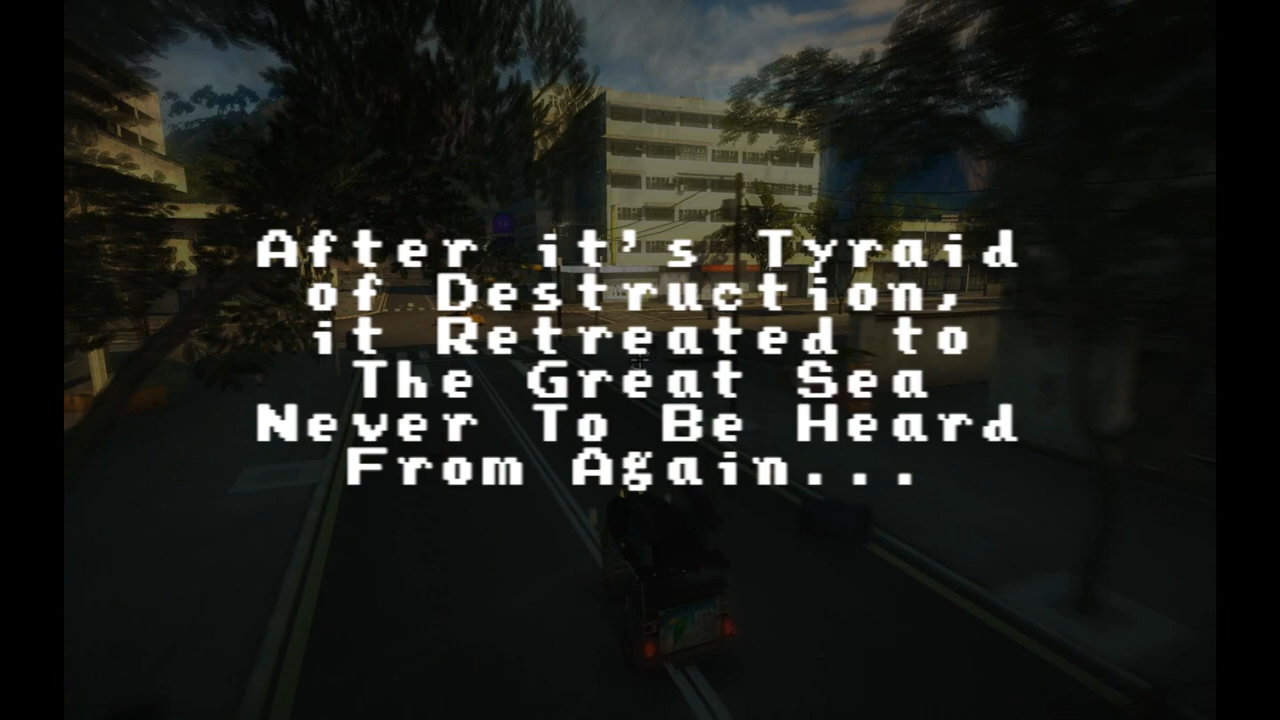 After it's Tyraid
of Destruction,
it Retreated to
The Great Sea
Never To Be Heard
From Again...